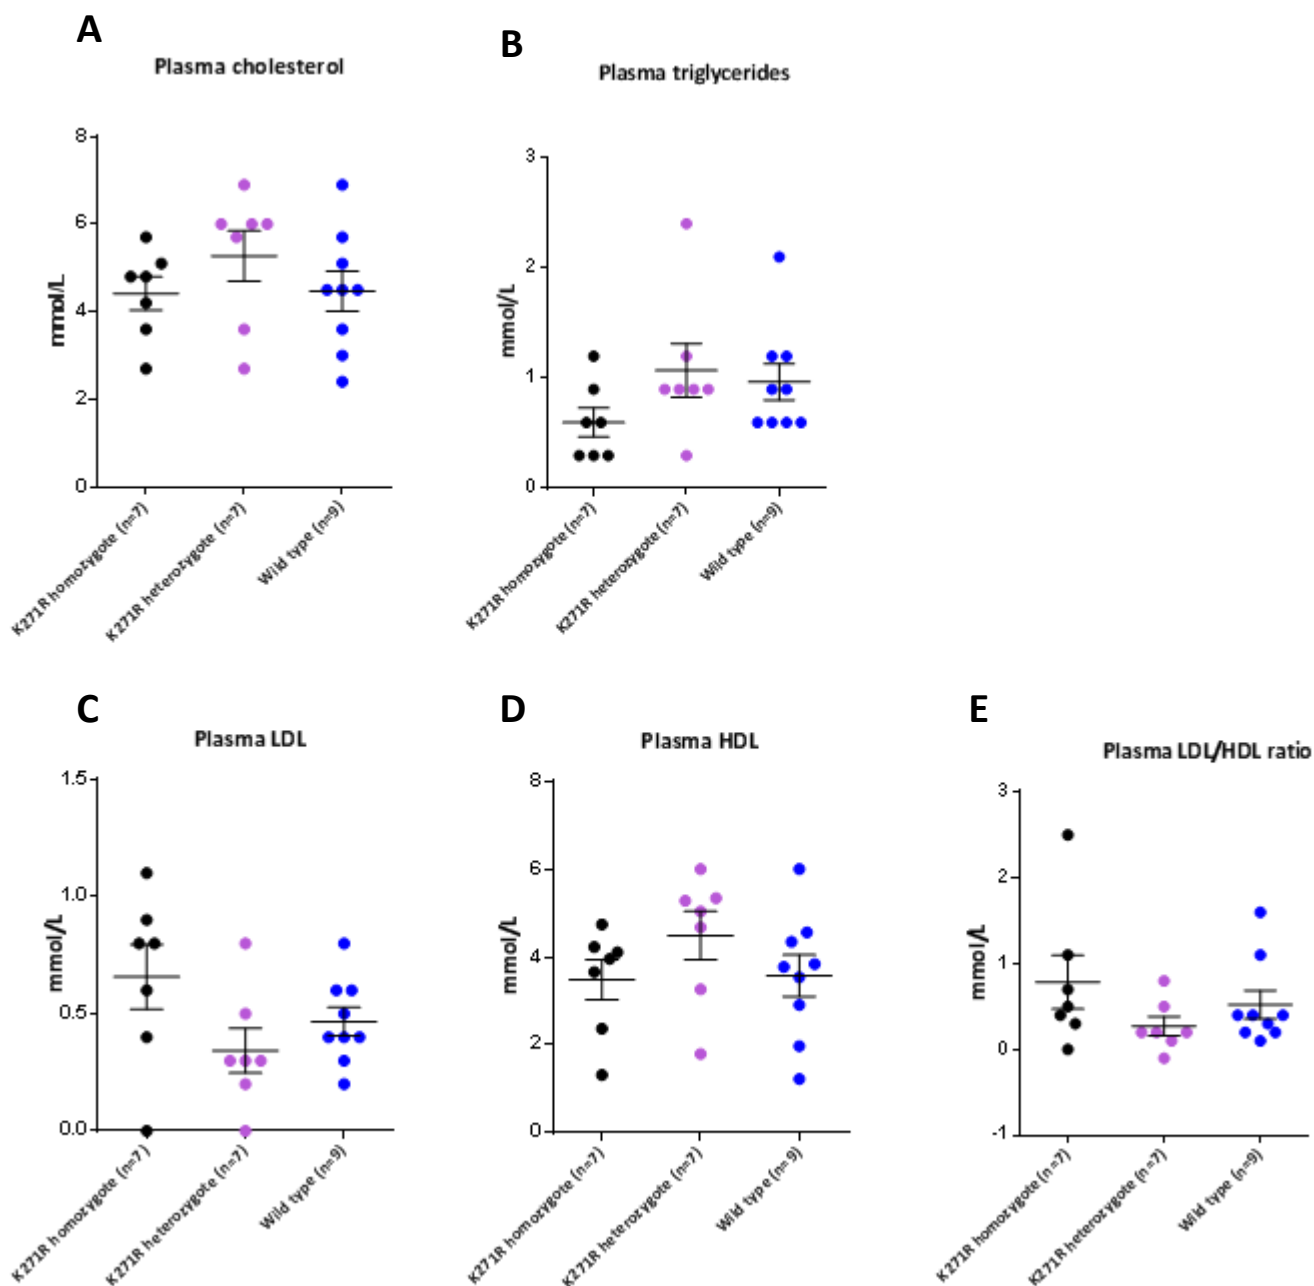 A
Plasma cholesterol
8
6
4
2
0
mmol/L
K271R homozygote (n=7)
K271R heterozygote (n=7)
Wild type (n=9)
B
Plasma triglycerides
3
2
1
0
mmol/L
K271R homozygote (n=7)
K271R heterozygote (n=7)
Wild type (n=9)
C
Plasma LDL
1.5
1.0
0.5
0.0
mmol/L
K271R homozygote (n=7)
K271R heterozygote (n=7)
Wild type (n=9)
D
Plasma HDL
8
6
4
2
0
mmol/L
K271R homozygote (n=7)
K271R heterozygote (n=7)
Wild type (n=9)
E
Plasma LDL/HDL ratio
3
2
1
0
-1
mmol/L
K271R homozygote (n=7)
K271R heterozygote (n=7)
Wild type (n=9)